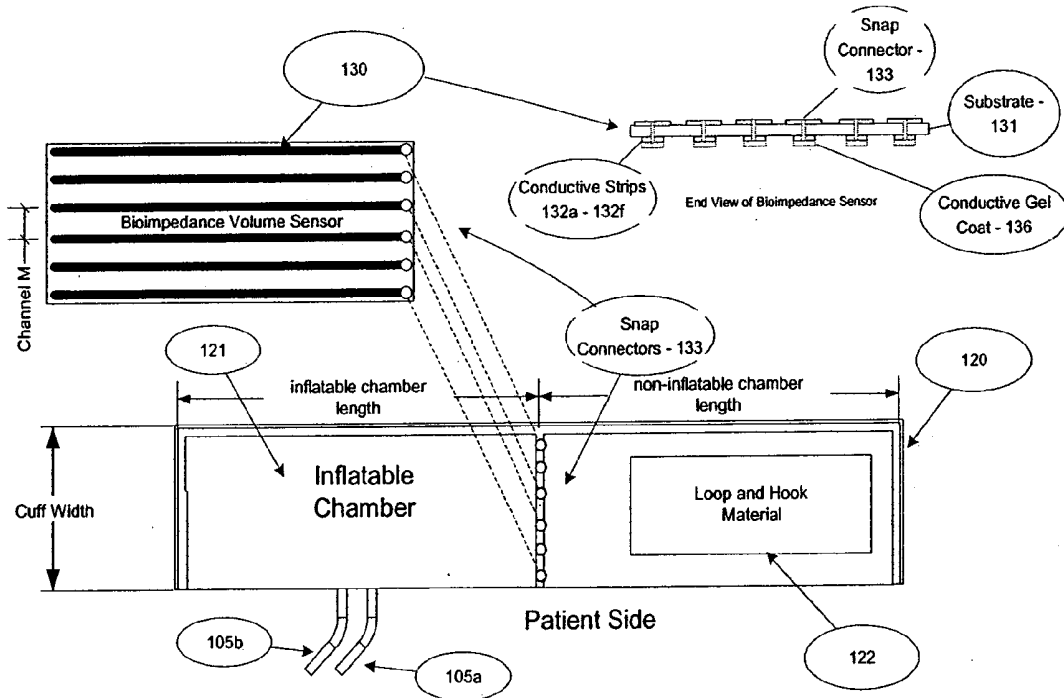 130
Snap
Connector -
133
Substrate -
131
Conductive Strips
132a - 132f
End View of Bioimpedance Sensor
Conductive Gel
Coat - 136
Bioimpedance Volume Sensor
Channel M
121
Snap
Connectors - 133
120
inflatable chamber
length
non-inflatable chamber
length
Cuff Width
Inflatable
Chamber
Loop and Hook
Material
Patient Side
105b
105a
122